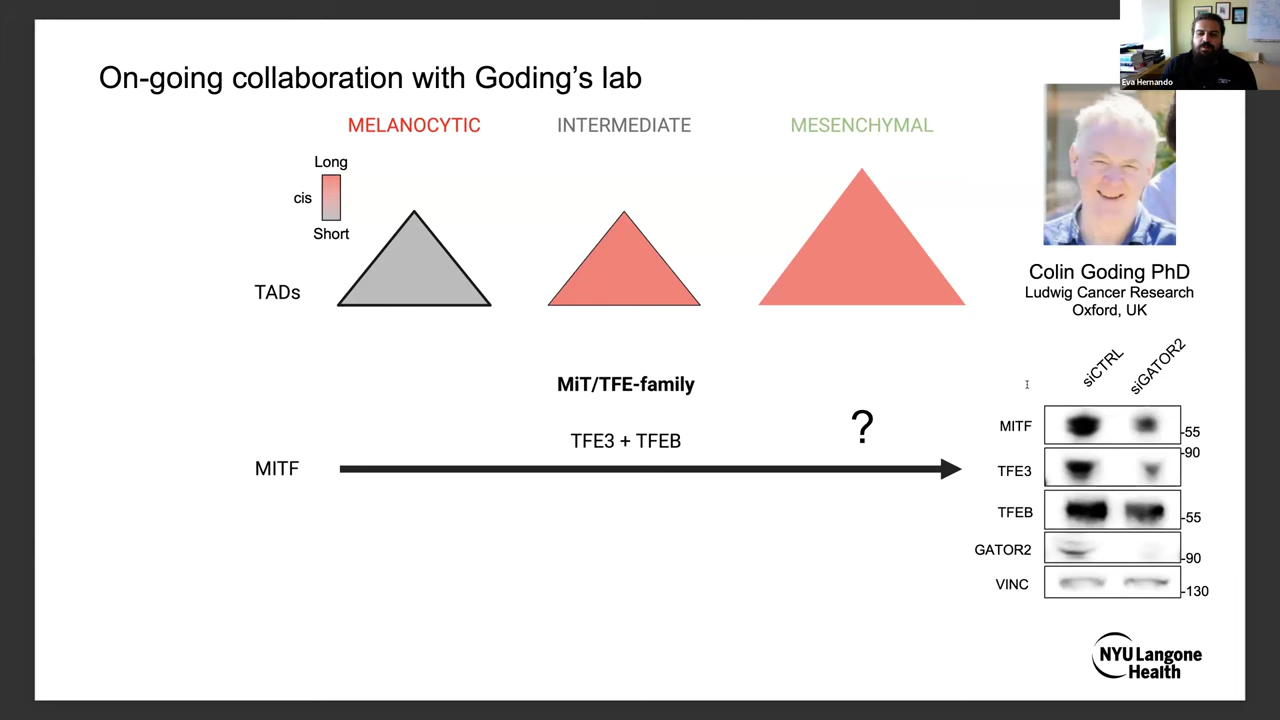 On-going collaboration with Goding's lab
Eva Hernando
MELANOCYTIC
INTERMEDIATE
MESENCHYMAL
Long
cis
Short
TADs
Colin Goding PhD
Ludwig Cancer Research
Oxford, UK
MiT/TFE-family
TFE3 + TFEB
?
MITF
siCTRL
siGATOR2
MITF
-55
-90
TFE3
TFEB
-55
GATOR2
-90
VINC
-130
NYU Langone
Health